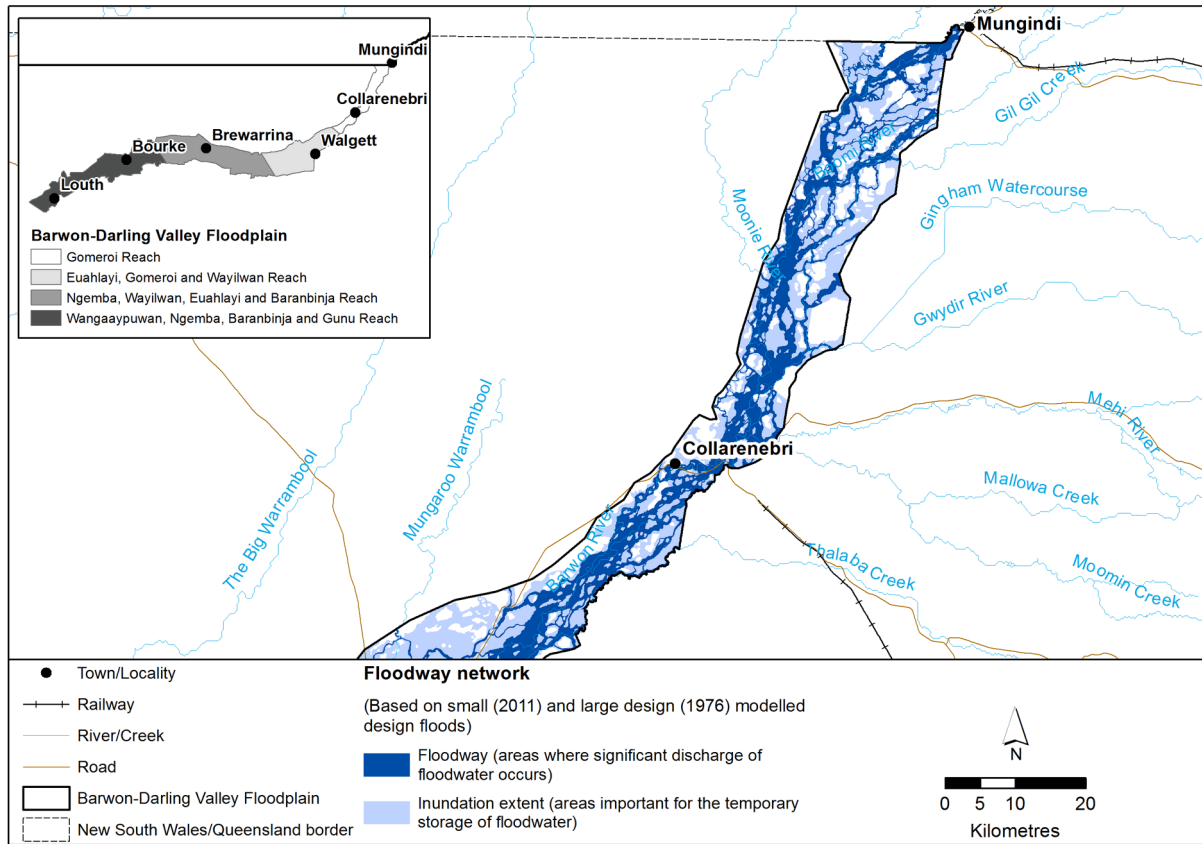 Mungindi
Collarenebri
Walgett
Brewarrina
Bourke
Louth
Barwon-Darling Valley Floodplain
Gomeroi Reach
Euahlayi, Gomeroi and Wayilwan Reach
Ngemba, Wayilwan, Euahlayi and Baranbinja Reach
Wangaaypuwan, Ngemba, Baranbinja and Gunu Reach
Mungindi
Gil Gil Creek
Boomi River
Gingham Watercourse
Moonie River
Gwydir River
Mehi River
Collarenebri
Mallowa Creek
Mungaroo Warrambool
The Big Warrambool
Barwon River
Thalaba Creek
Moomin Creek
Town/Locality
Railway
River/Creek
Road
Barwon-Darling Valley Floodplain
New South Wales/Queensland border
Floodway network
(Based on small (2011) and large design (1976) modelled
design floods)
Floodway (areas where significant discharge of
floodwater occurs)
Inundation extent (areas important for the temporary
storage of floodwater)
N
0 5 10 20
Kilometres